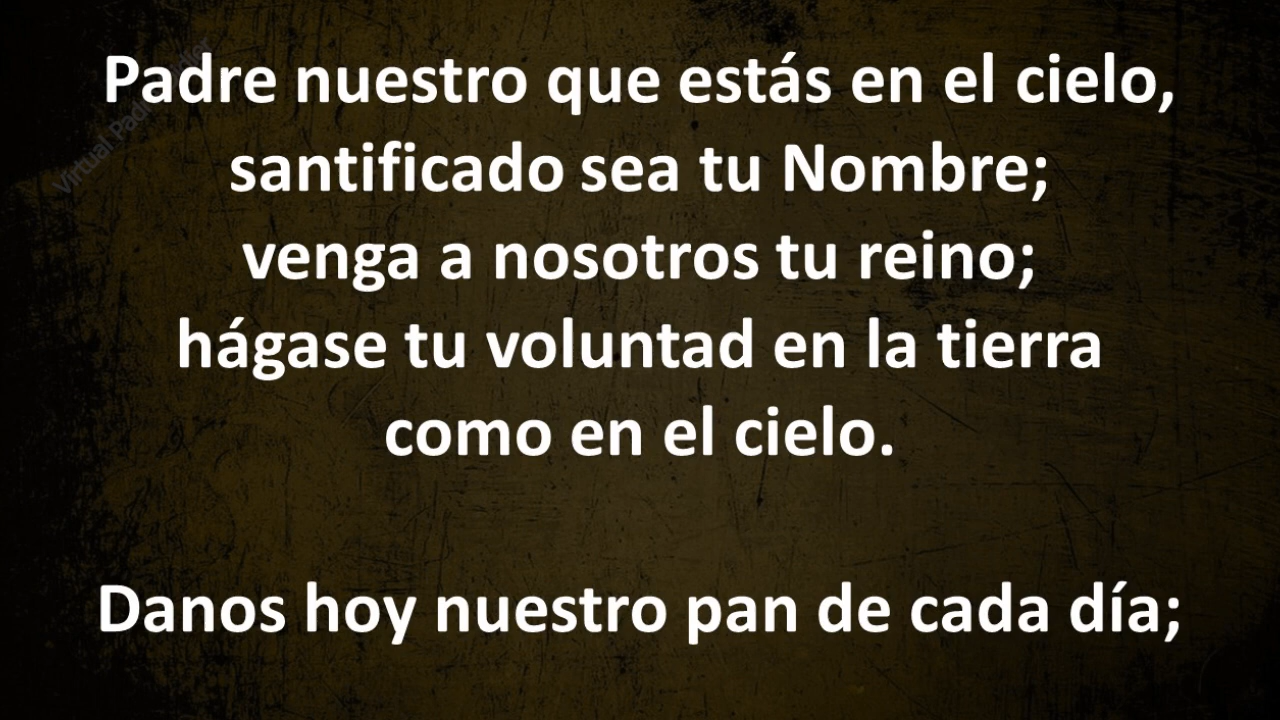 Padre nuestro que estás en el cielo,
santificado sea tu Nombre;
venga a nosotros tu reino;
hágase tu voluntad en la tierra
como en el cielo.
Danos hoy nuestro pan de cada día;
Virtual